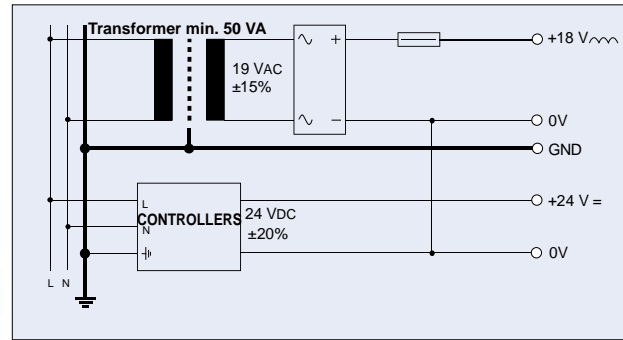 Transformer min. 50 VA
+18 V
19 VAC
±15%
0V
GND
+24 V =
L
CONTROLLERS
24 VDC
N
±20%
0V
L N